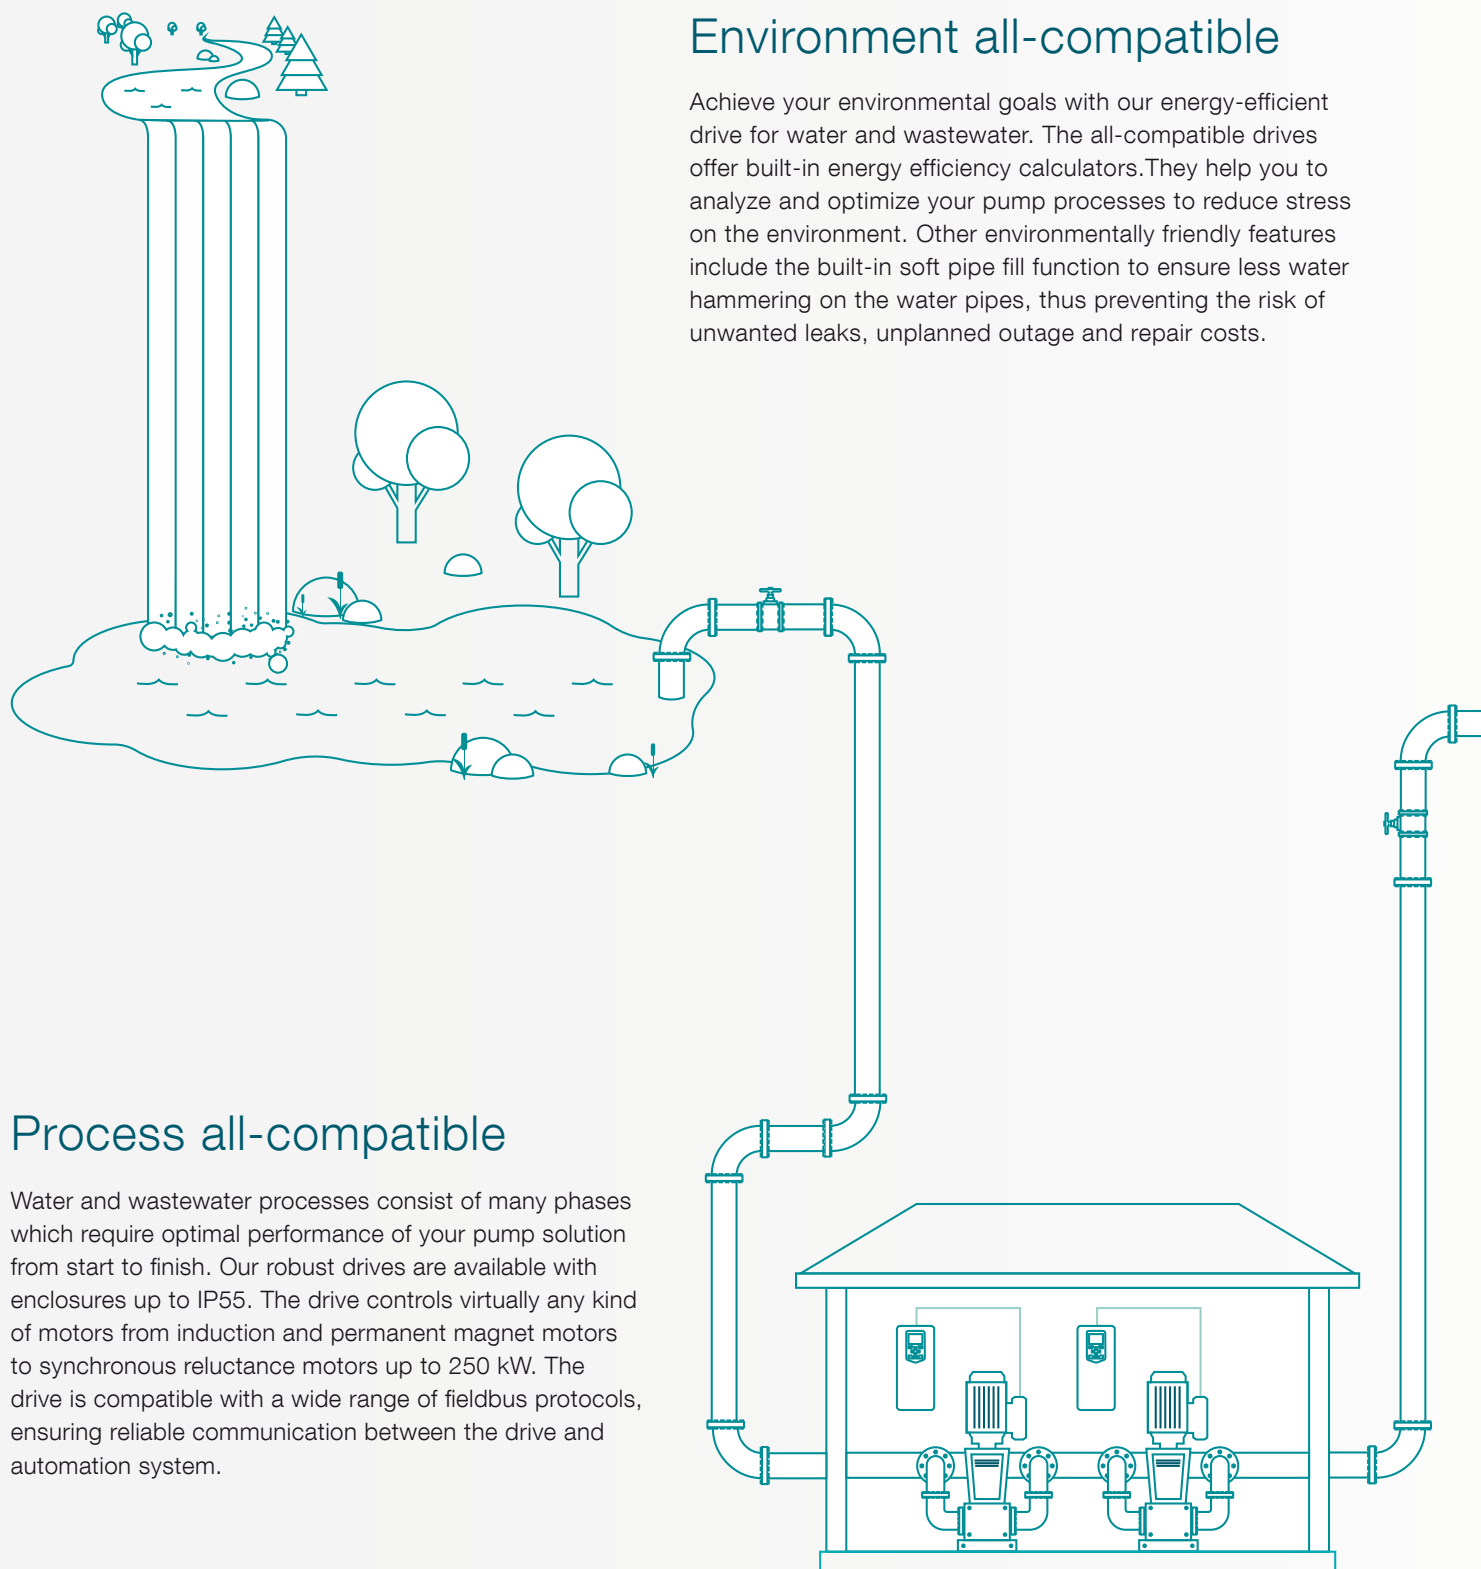 Environment all-compatible
Achieve your environmental goals with our energy-efficient
drive for water and wastewater. The all-compatible drives
offer built-in energy efficiency calculators.They help you to
analyze and optimize your pump processes to reduce stress
on the environment. Other environmentally friendly features
include the built-in soft pipe fill function to ensure less water
hammering on the water pipes, thus preventing the risk of
unwanted leaks, unplanned outage and repair costs.
Process all-compatible
Water and wastewater processes consist of many phases
which require optimal performance of your pump solution
from start to finish. Our robust drives are available with
enclosures up to IP55. The drive controls virtually any kind
of motors from induction and permanent magnet motors
to synchronous reluctance motors up to 250 kW. The
drive is compatible with a wide range of fieldbus protocols,
ensuring reliable communication between the drive and
automation system.